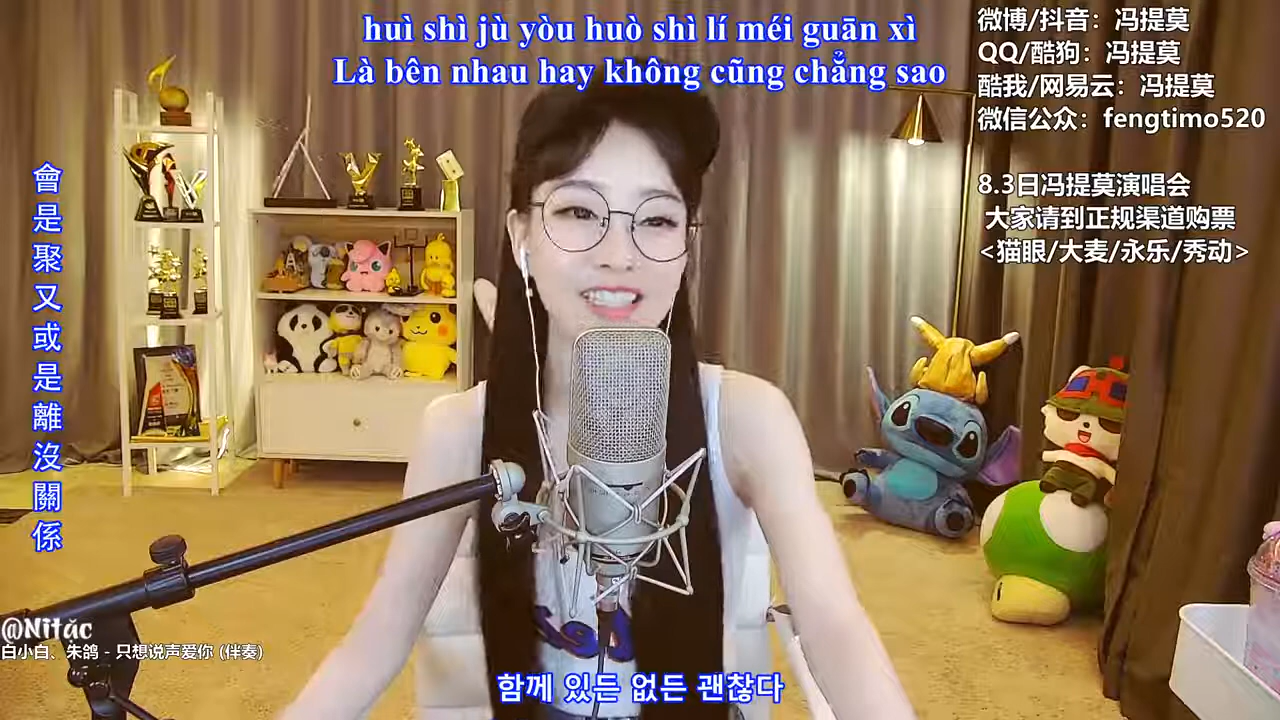 huì shì jù yòu huò shì lí méi guān xì
Là bên nhau hay không cũng chẳng sao
微博/抖音：冯提莫
QQ/酷狗：冯提莫
酷我/网易云：冯提莫
微信公众：fengtimo520
8.3日冯提莫演唱会
大家请到正规渠道购票
<猫眼/大麦/永乐/秀动>
會是聚又或是離沒關係
@Nitặc
白小白、朱鸽 - 只想说声爱你 (伴奏)
함께 있든 없든 괜찮다